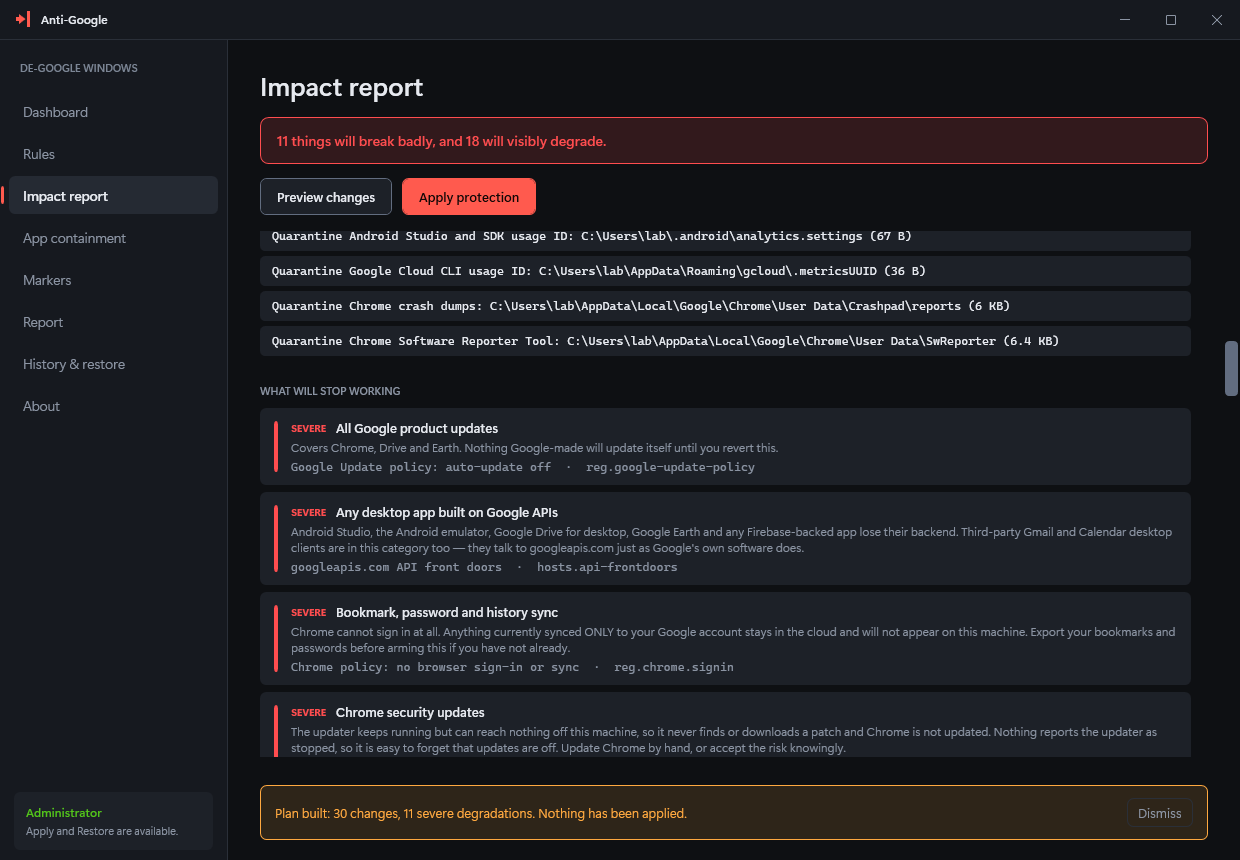 Anti-Google
DE-GOOGLE WINDOWS
Dashboard
Rules
Impact report
App containment
Markers
Report
History & restore
About
Administrator
Apply and Restore are available.
Impact report
11 things will break badly, and 18 will visibly degrade.
Preview changes
Apply protection
Quarantine Android Studio and SDK usage ID: C:\Users\lab\.android\analytics.settings (67 B)
Quarantine Google Cloud CLI usage ID: C:\Users\lab\AppData\Roaming\gcloud\.metricsUUID (36 B)
Quarantine Chrome crash dumps: C:\Users\lab\AppData\Local\Google\Chrome\User Data\Crashpad\reports (6 KB)
Quarantine Chrome Software Reporter Tool: C:\Users\lab\AppData\Local\Google\Chrome\User Data\SwReporter (6.4 KB)
WHAT WILL STOP WORKING
SEVERE All Google product updates
Covers Chrome, Drive and Earth. Nothing Google-made will update itself until you revert this.
Google Update policy: auto-update off · reg.google-update-policy
SEVERE Any desktop app built on Google APIs
Android Studio, the Android emulator, Google Drive for desktop, Google Earth and any Firebase-backed app lose their backend. Third-party Gmail and Calendar desktop
clients are in this category too — they talk to googleapis.com just as Google's own software does.
googleapis.com API front doors · hosts.api-frontdoors
SEVERE Bookmark, password and history sync
Chrome cannot sign in at all. Anything currently synced ONLY to your Google account stays in the cloud and will not appear on this machine. Export your bookmarks and
passwords before arming this if you have not already.
Chrome policy: no browser sign-in or sync · reg.chrome.signin
SEVERE Chrome security updates
The updater keeps running but can reach nothing off this machine, so it never finds or downloads a patch and Chrome is not updated. Nothing reports the updater as
stopped, so it is easy to forget that updates are off. Update Chrome by hand, or accept the risk knowingly.
Plan built: 30 changes, 11 severe degradations. Nothing has been applied.
Dismiss